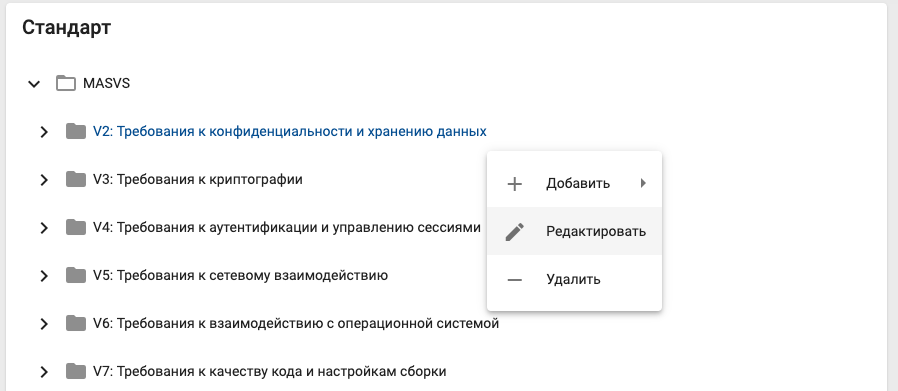 Стандарт
MASVS
V2: Требования к конфиденциальности и хранению данных
V3: Требования к криптографии
Добавить
V4: Требования к аутентификации и управлению сессиями
Редактировать
V5: Требования к сетевому взаимодействию
Удалить
V6: Требования к взаимодействию с операционной системой
V7: Требования к качеству кода и настройкам сборки